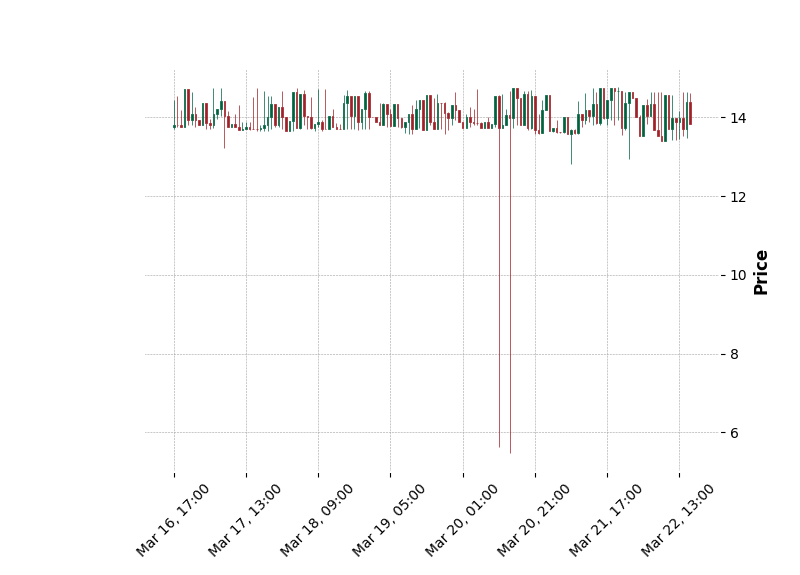 14
12
10
8
6
Price
Mar 16, 17:00
Mar 17, 13:00
Mar 18, 09:00
Mar 19, 05:00
Mar 20, 01:00
Mar 20, 21:00
Mar 21, 17:00
Mar 22, 13:00